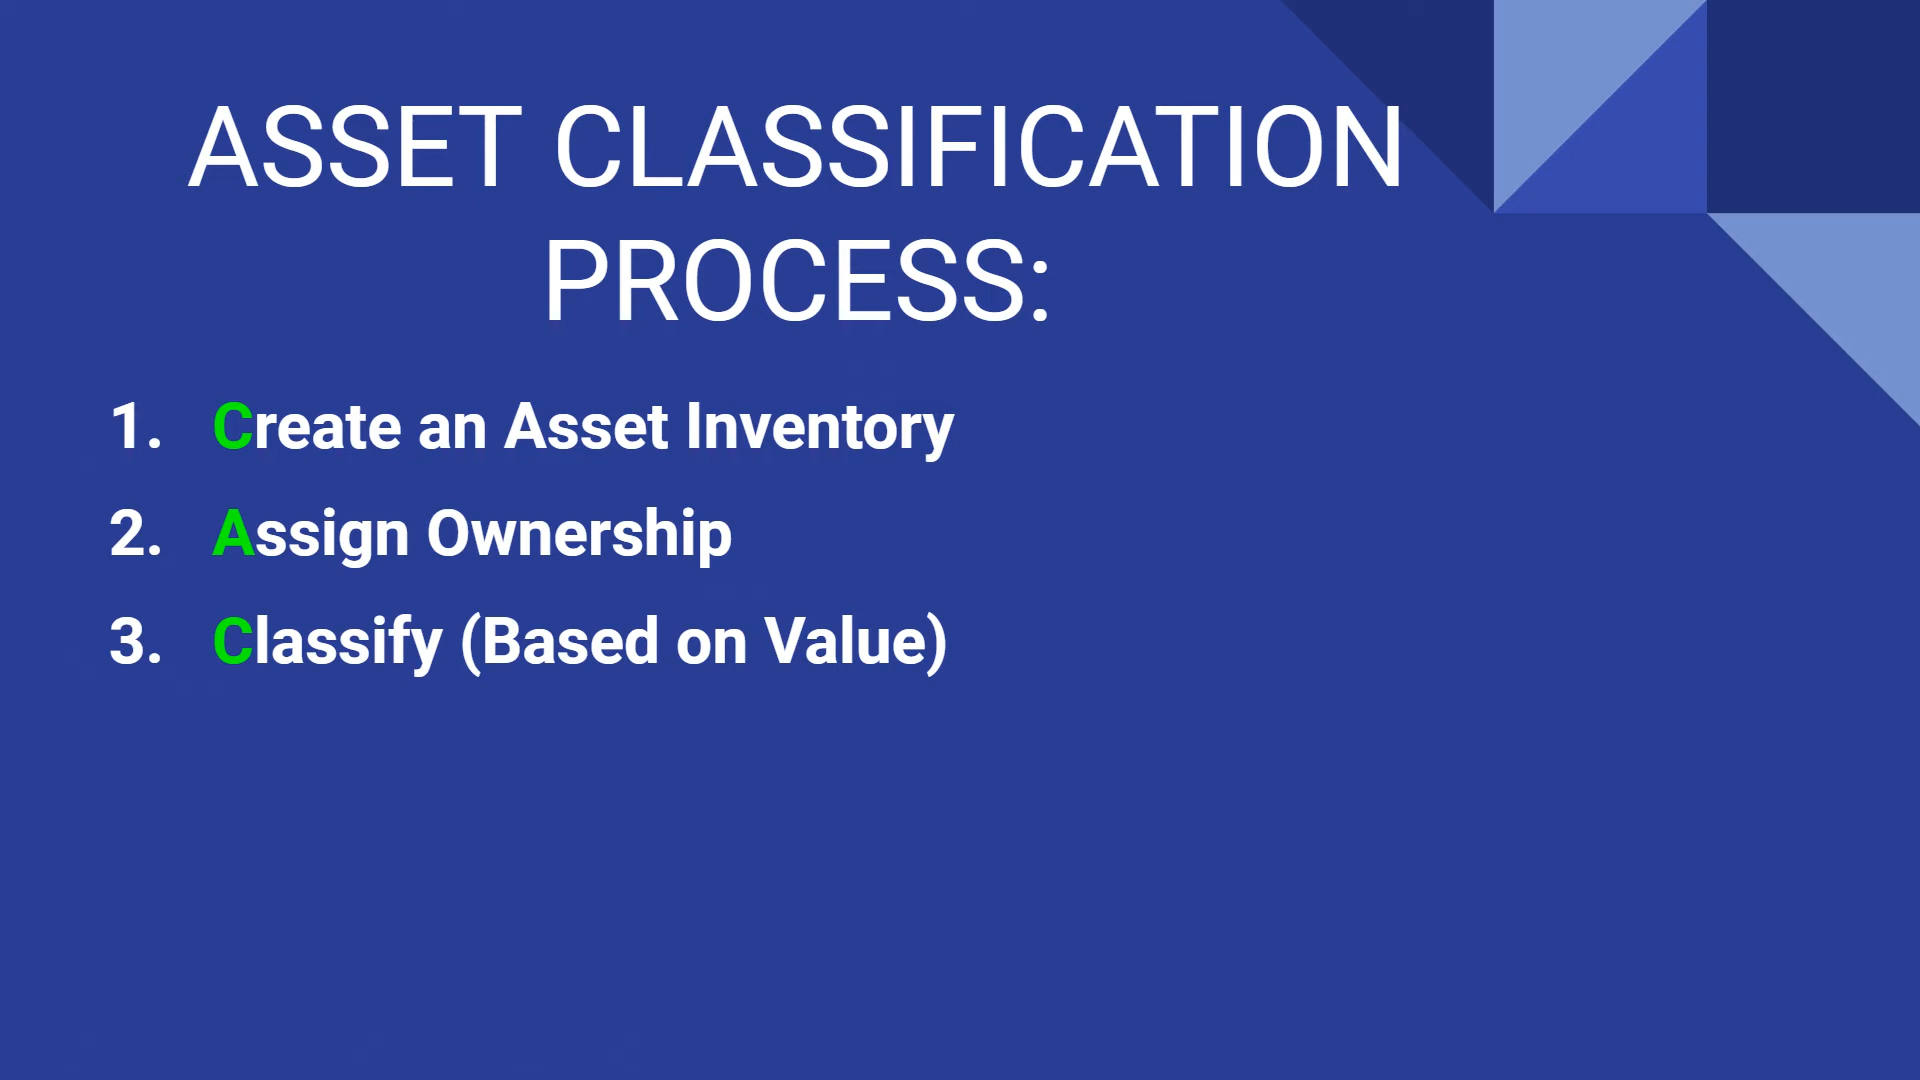 ASSET CLASSIFICATION
PROCESS:
1. Create an Asset Inventory
2. Assign Ownership
3. Classify (Based on Value)